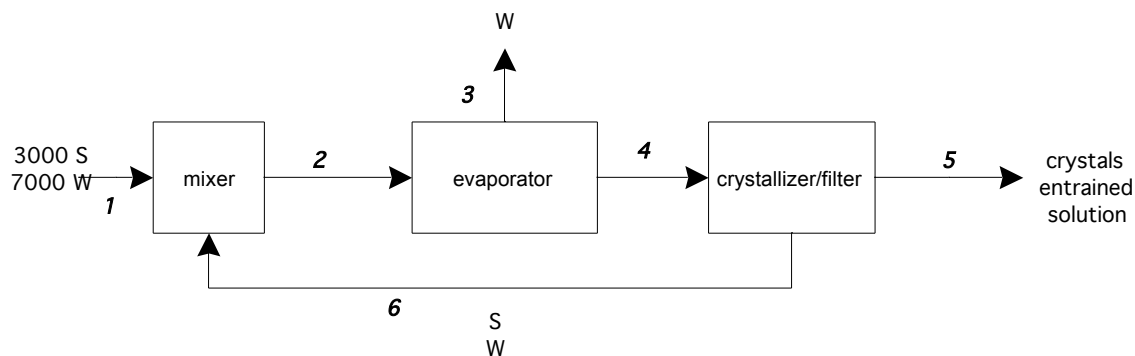 W
3
3000 S
7000 W
1
mixer
2
evaporator
4
crystallizer/filter
5
crystals
entrained
solution
6
S
W